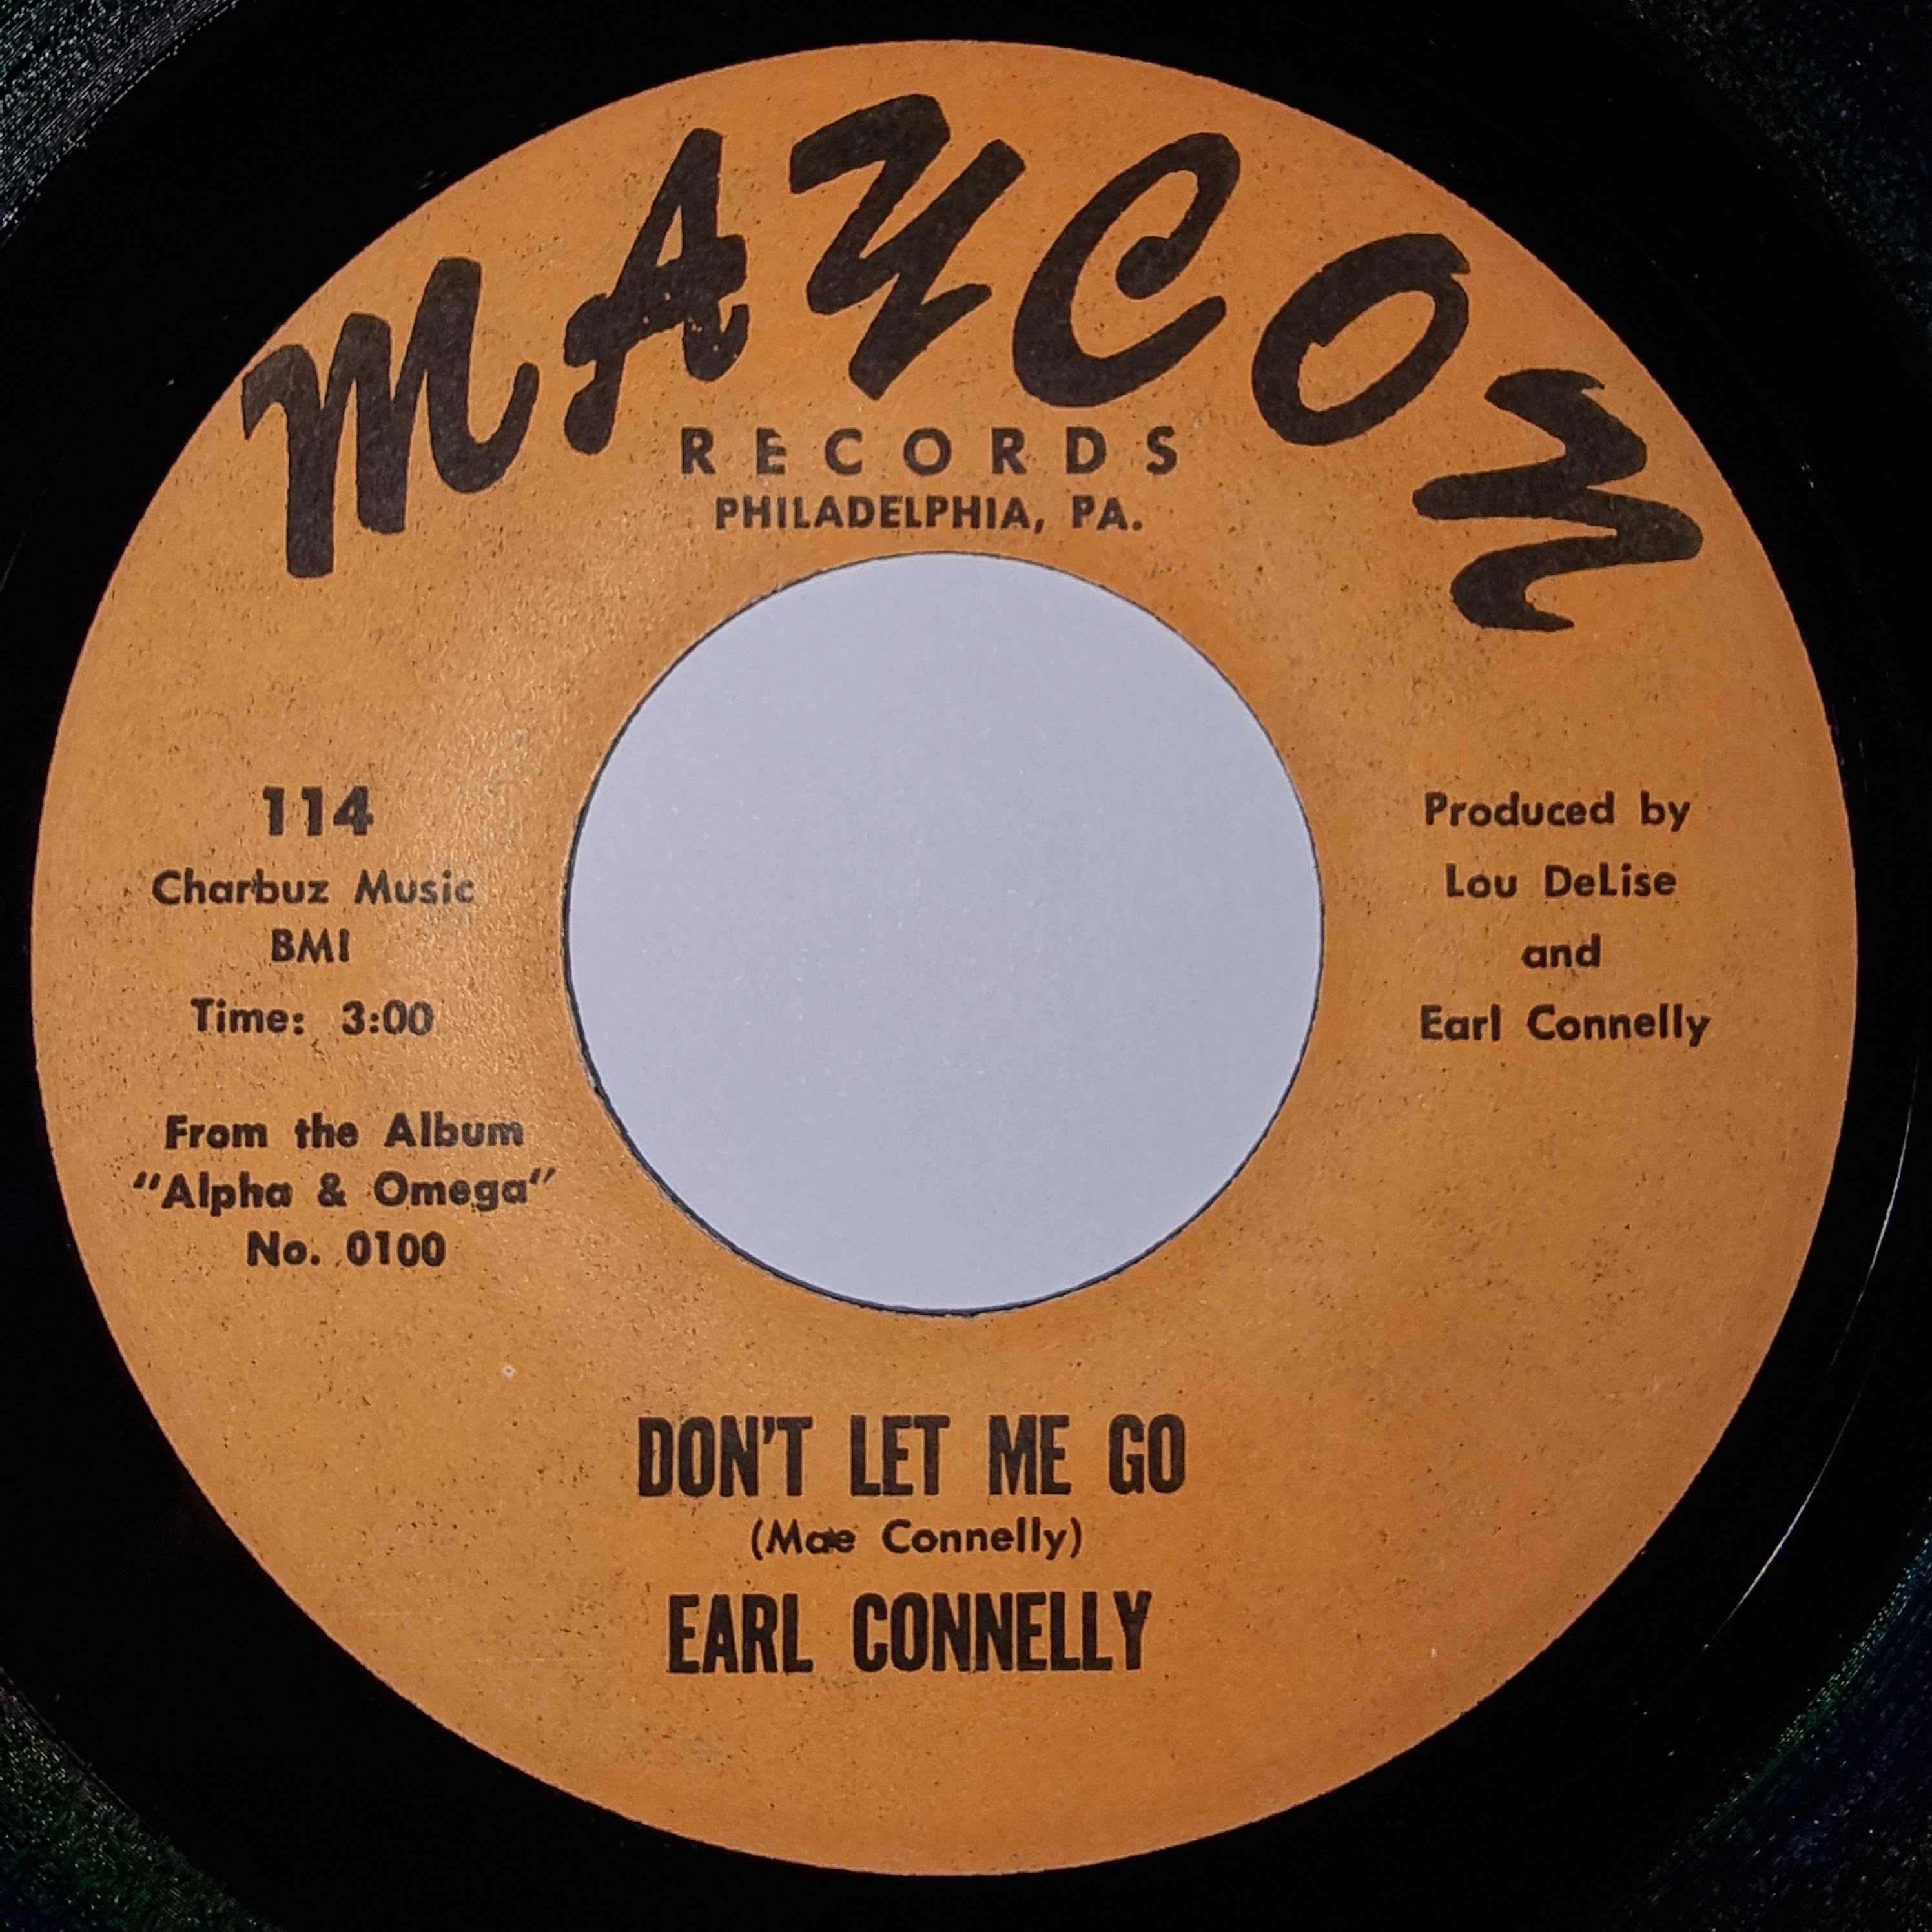 MAYCON
RECORDS
PHILADELPHIA, PA.
114
Charbuz Music
BMI
Time: 3:00
From the Album
"Alpha & Omega"
No. 0100
Produced by
Lou DeLise
and
Earl Connelly
DON'T LET ME GO
(Mae Connelly)
EARL CONNELLY